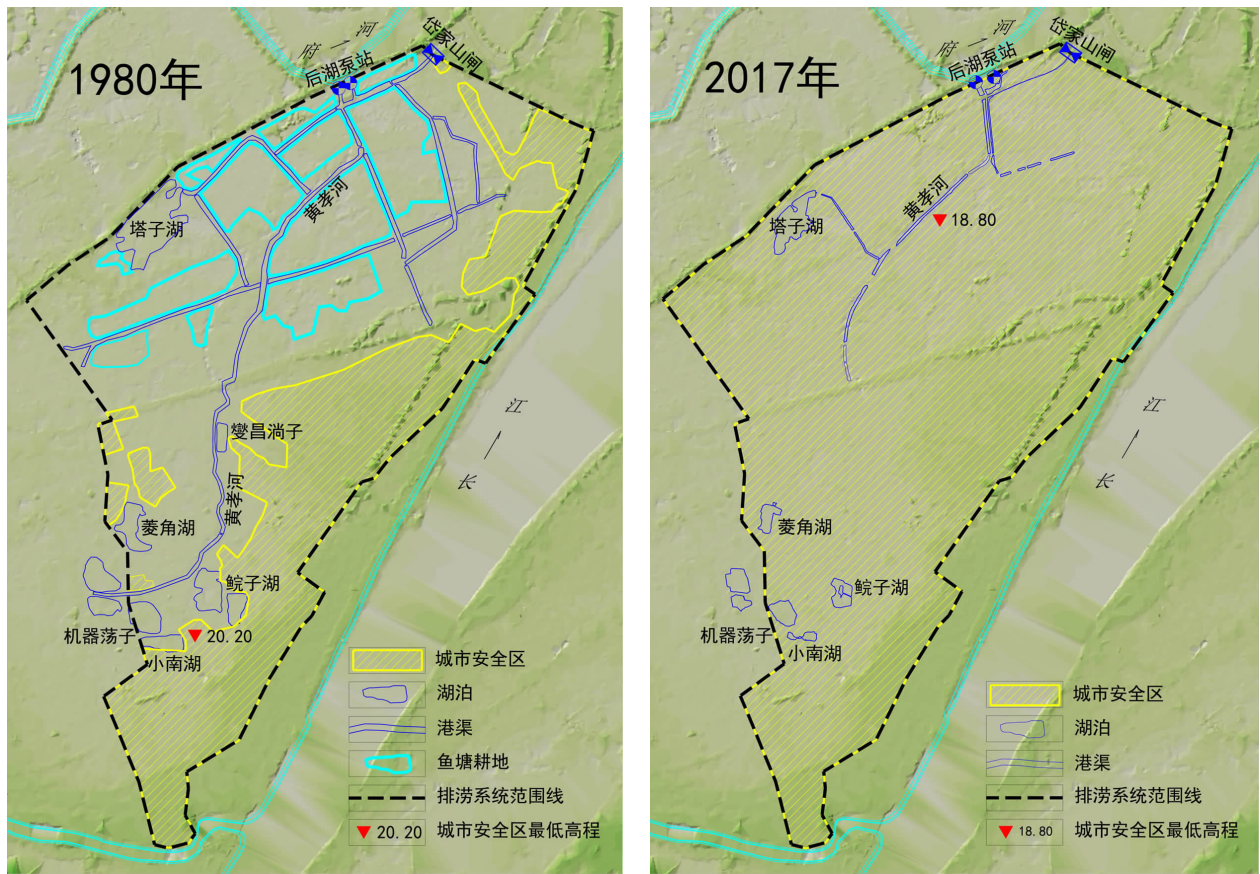 1980年
府
河
岱家山闸
后湖泵站
塔子湖
黄孝河
燮昌淌子
黄孝河
菱角湖
鲩子湖
机器荡子
20.20
小南湖
长
江
城市安全区
湖泊
港渠
鱼塘耕地
排涝系统范围线
20.20
城市安全区最低高程
2017年
府
河
岱家山闸
后湖泵站
塔子湖
黄孝河
18.80
菱角湖
鲩子湖
机器荡子
小南湖
长
江
城市安全区
湖泊
港渠
排涝系统范围线
18.80
城市安全区最低高程